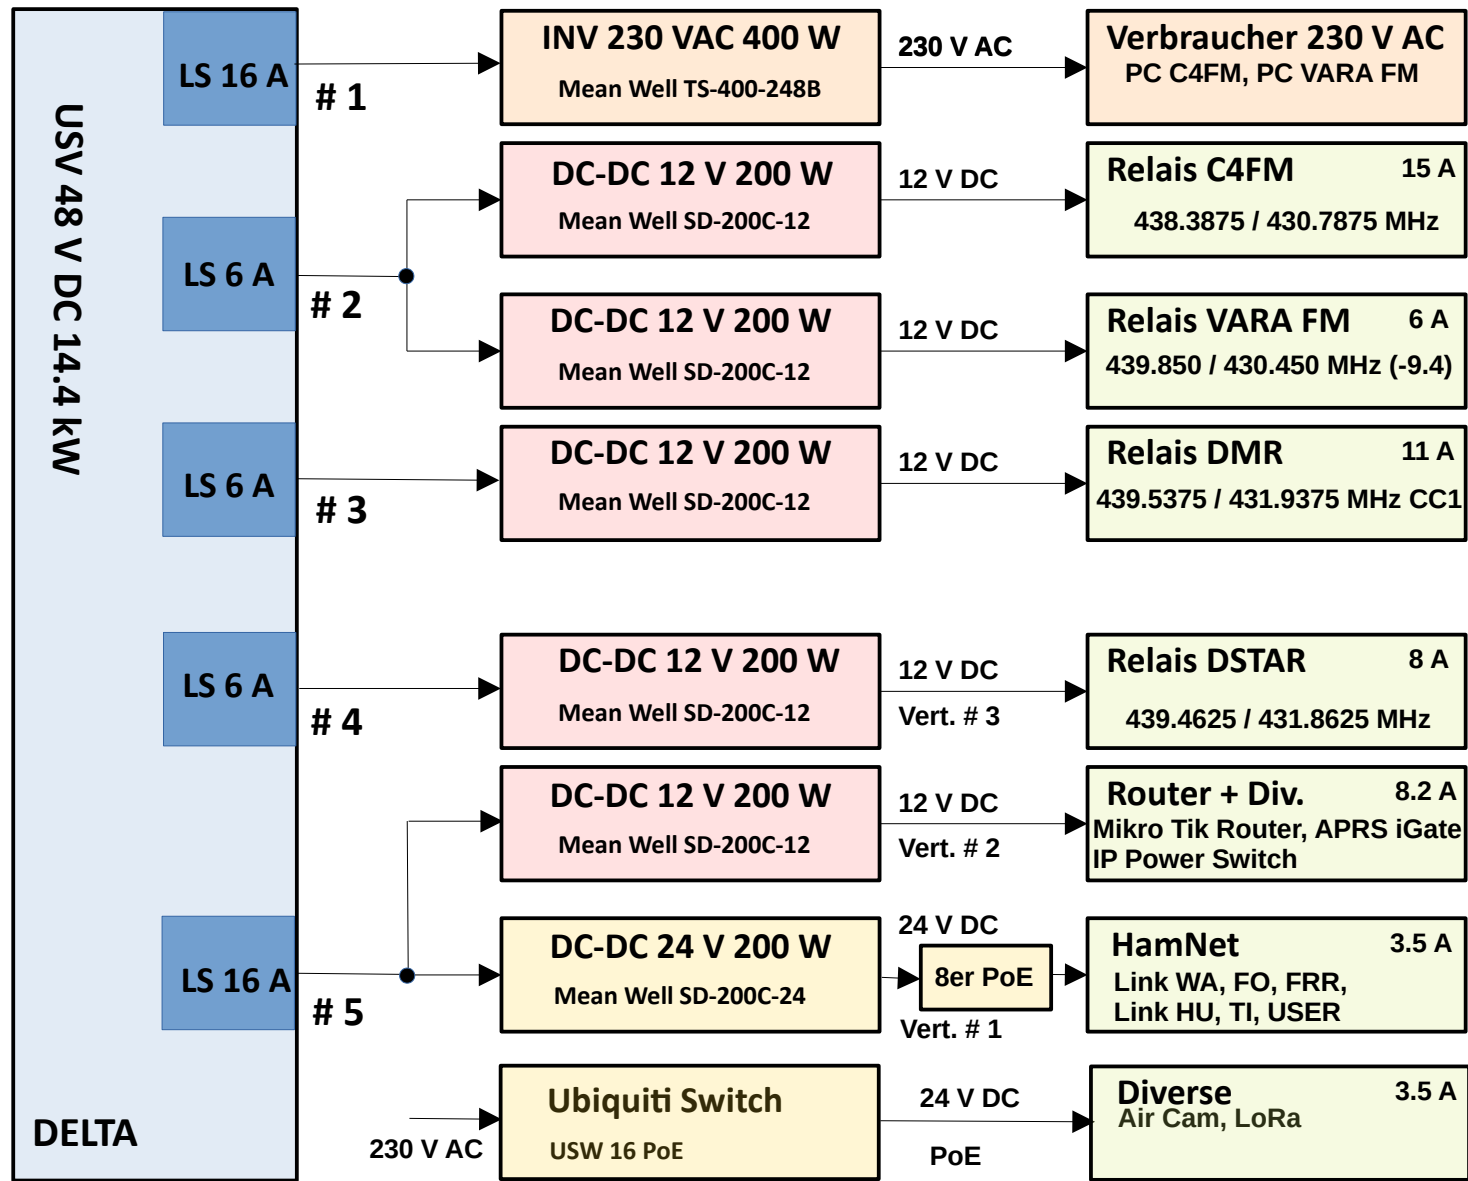 USV 48 V DC 14.4 kW
DELTA
LS 16 A
# 1
INV 230 VAC 400 W
Mean Well TS-400-248B
230 V AC
Verbraucher 230 V AC
PC C4FM, PC VARA FM
LS 6 A
# 2
DC-DC 12 V 200 W
Mean Well SD-200C-12
12 V DC
Relais C4FM 15 A
438.3875 / 430.7875 MHz
DC-DC 12 V 200 W
Mean Well SD-200C-12
12 V DC
Relais VARA FM 6 A
439.850 / 430.450 MHz (-9.4)
LS 6 A
# 3
DC-DC 12 V 200 W
Mean Well SD-200C-12
12 V DC
Relais DMR 11 A
439.5375 / 431.9375 MHz CC1
LS 6 A
# 4
DC-DC 12 V 200 W
Mean Well SD-200C-12
12 V DC
Vert. # 3
Relais DSTAR 8 A
439.4625 / 431.8625 MHz
LS 16 A
# 5
DC-DC 12 V 200 W
Mean Well SD-200C-12
12 V DC
Vert. # 2
Router + Div. 8.2 A
Mikro Tik Router, APRS iGate
IP Power Switch
DC-DC 24 V 200 W
Mean Well SD-200C-24
24 V DC
8er PoE
Vert. # 1
HamNet 3.5 A
Link WA, FO, FRR,
Link HU, TI, USER
230 V AC
Ubiquiti Switch
USW 16 PoE
24 V DC
PoE
Diverse 3.5 A
Air Cam, LoRa